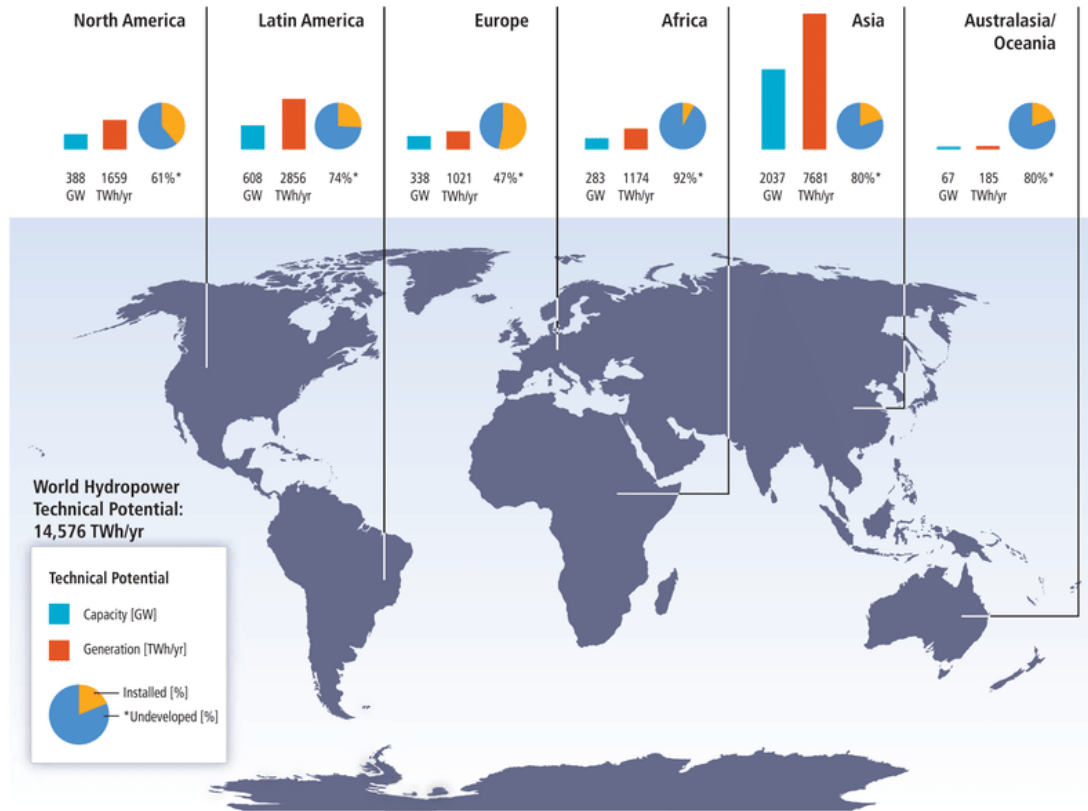 North America
388
GW
1659
TWh/yr
61%*
Latin America
608
GW
2856
TWh/yr
74%*
Europe
338
GW
1021
TWh/yr
47%*
Africa
283
GW
1174
TWh/yr
92%*
Asia
2037
GW
7681
TWh/yr
80%*
Australasia/
Oceania
67
GW
185
TWh/yr
80%*
World Hydropower
Technical Potential:
14,576 TWh/yr
Technical Potential
Capacity [GW]
Generation [TWh/yr]
Installed [%]
*Undeveloped [%]